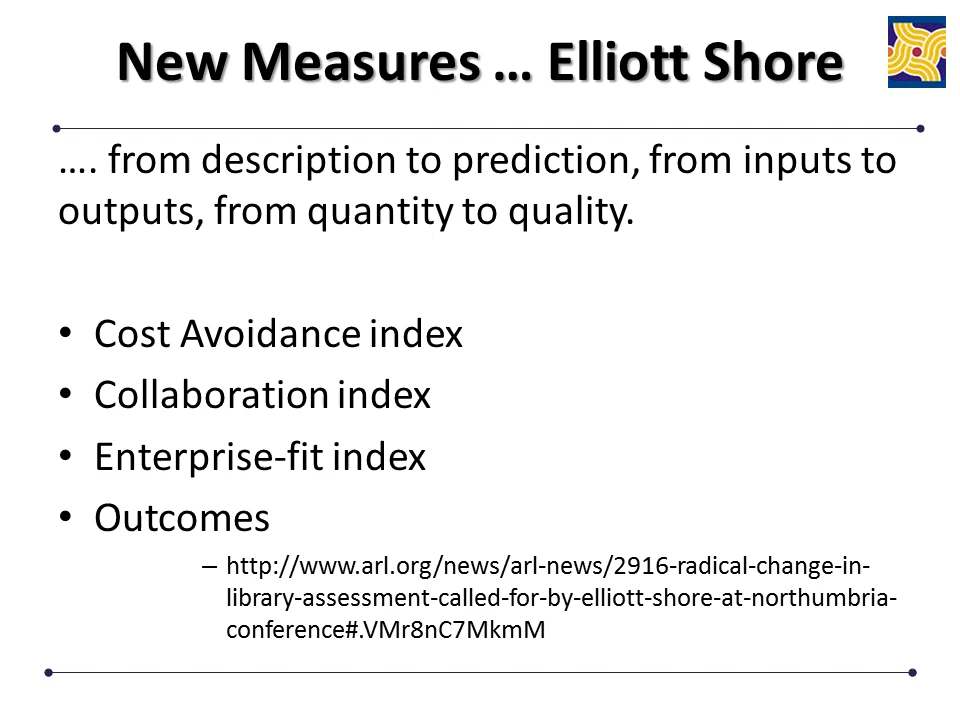 New Measures … Elliott Shore
…. from description to prediction, from inputs to
outputs, from quantity to quality.
• Cost Avoidance index
• Collaboration index
• Enterprise-fit index
• Outcomes
– http://www.arl.org/news/arl-news/2916-radical-change-in-
library-assessment-called-for-by-elliott-shore-at-northumbria-
conference#.VMr8nC7MkmM